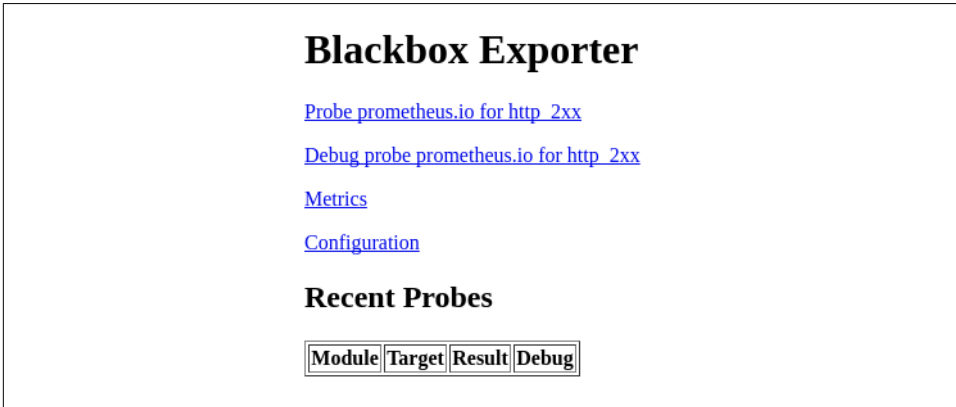 Blackbox Exporter
Probe prometheus.io for http_2xx
Debug probe prometheus.io for http_2xx
Metrics
Configuration
Recent Probes
Module Target Result Debug